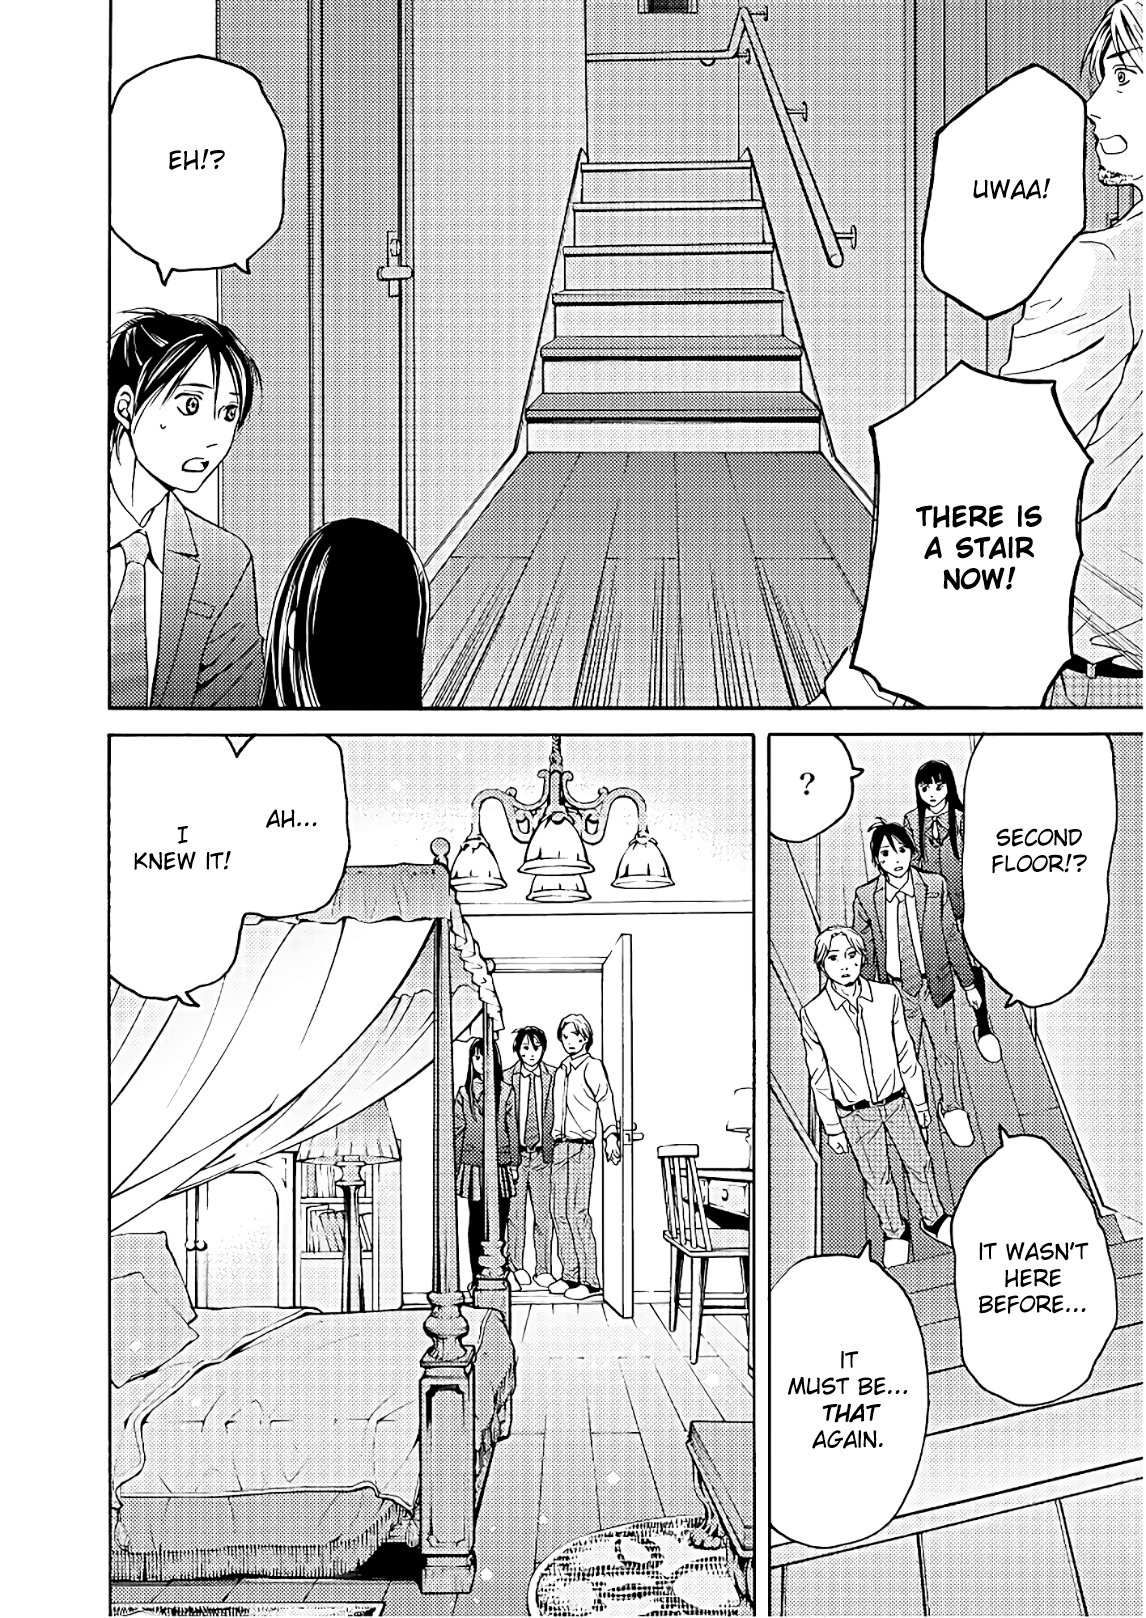 UWAA!
THERE IS
A STAIR
NOW!
EH!?
SECOND
FLOOR!?
?
IT WASN'T
HERE
BEFORE...
IT
MUST BE...
THAT
AGAIN.
AH...
I
KNEW IT!